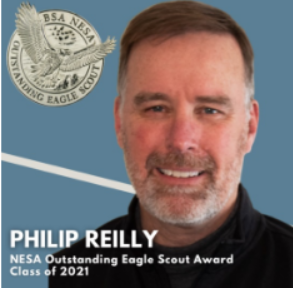 BSA NESA
OUTSTANDING EAGLE SCOUT
PHILIP REILLY
NESA Outstanding Eagle Scout Award
Class of 2021